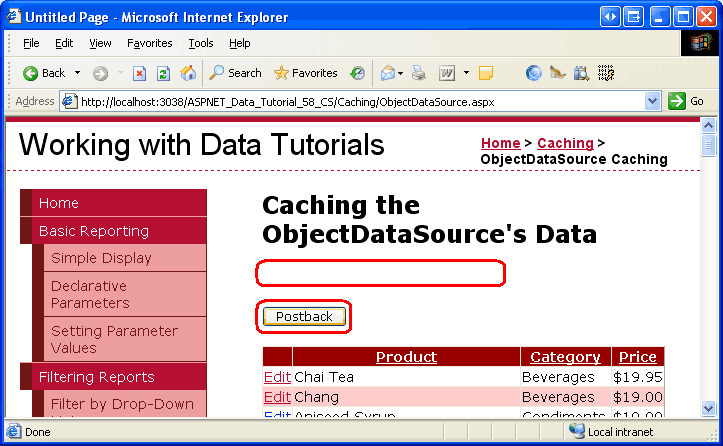 Untitled Page - Microsoft Internet Explorer
File Edit View Favorites Tools Help
Back Search Favorites
Address http://localhost:3038/ASPNET_Data_Tutorial_58_CS/Caching/ObjectDataSource.aspx Go
Working with Data Tutorials
Home > Caching >
ObjectDataSource Caching
Home
Basic Reporting
Simple Display
Declarative
Parameters
Setting Parameter
Values
Filtering Reports
Filter by Drop-Down
Caching the
ObjectDataSource's Data
Postback
Product Category Price
Edit Chai Tea Beverages $19.95
Edit Chang Beverages $19.00
Edit Aniseed Syrup Condiments $10.00
Done Local intranet